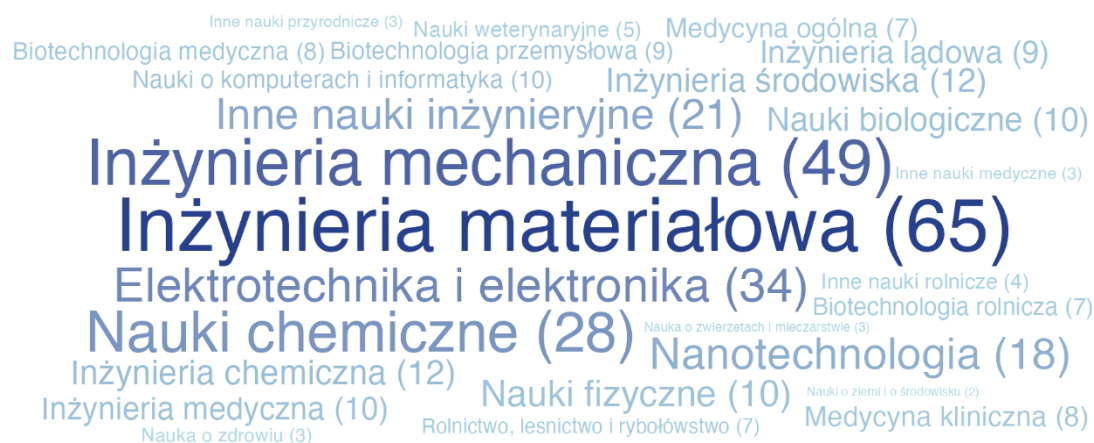 Inne nauki przyrodnicze (3)
Nauki weterynaryjne (5)
Medycyna ogólna (7)
Biotechnologia medyczna (8)
Biotechnologia przemysłowa (9)
Inżynieria lądowa (9)
Nauki o komputerach i informatyka (10)
Inżynieria środowiska (12)
Inne nauki inżynieryjne (21)
Nauki biologiczne (10)
Inżynieria mechaniczna (49)
Inne nauki medyczne (3)
Inżynieria materiałowa (65)
Elektrotechnika i elektronika (34)
Inne nauki rolnicze (4)
Biotechnologia rolnicza (7)
Nauki chemiczne (28)
Nauka o zwierzetach i mleczarstwie (3)
Nanotechnologia (18)
Inżynieria chemiczna (12)
Nauki fizyczne (10)
Nauki o ziemi i o środowisku (2)
Inżynieria medyczna (10)
Medycyna kliniczna (8)
Nauka o zdrowiu (3)
Rolnictwo, lesnictwo i rybołówstwo (7)